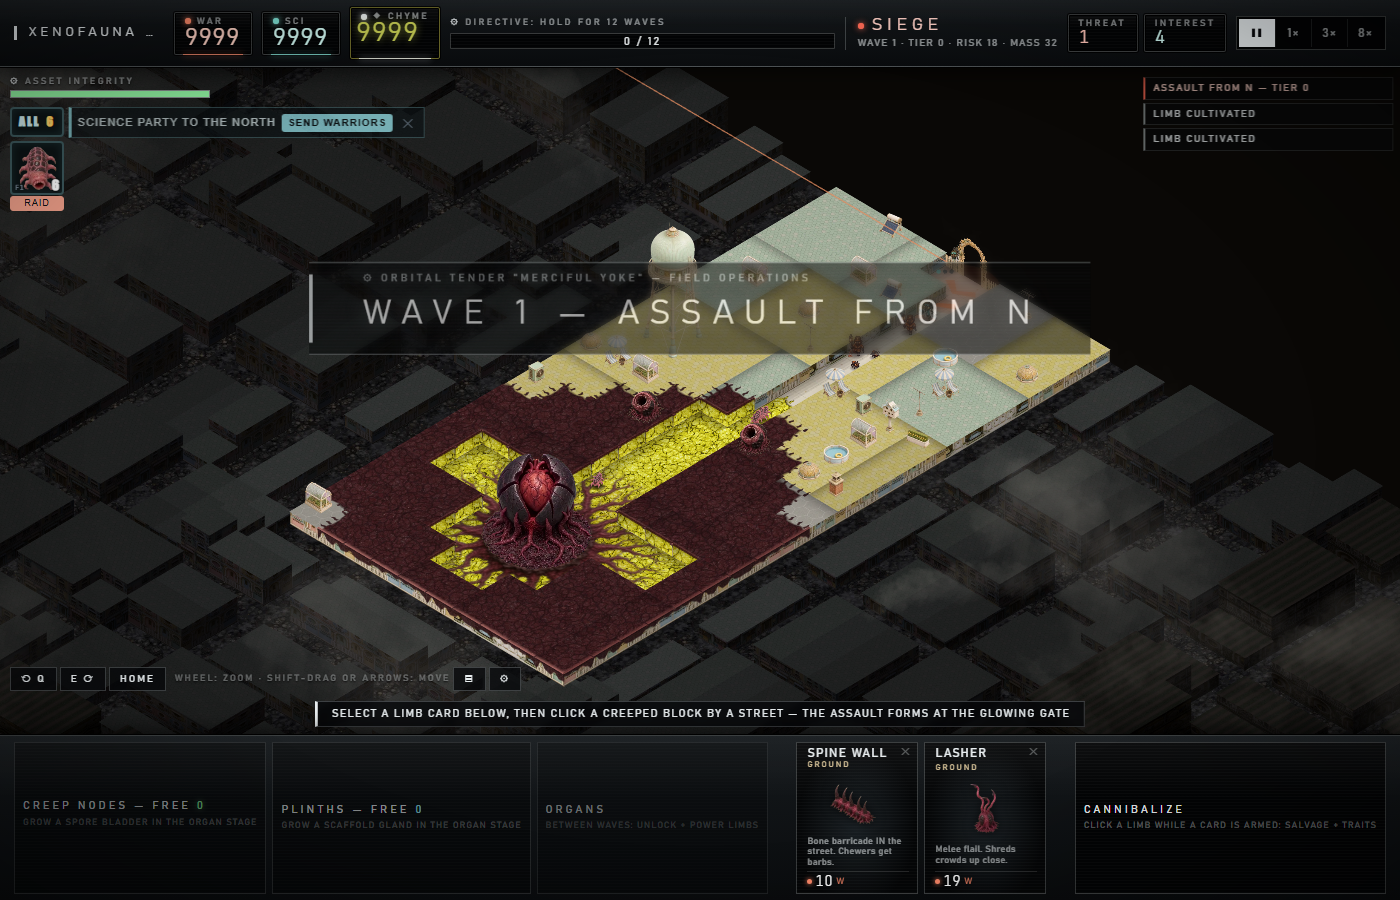 XENOFAUNA …
WAR
9999
SCI
9999
CHYME
9999
DIRECTIVE: HOLD FOR 12 WAVES
0 / 12
SIEGE
WAVE 1 · TIER 0 · RISK 18 · MASS 32
THREAT
1
INTEREST
4
1×
3×
8×
ASSET INTEGRITY
ALL 6
SCIENCE PARTY TO THE NORTH
SEND WARRIORS
6
RAID
ASSAULT FROM N — TIER 0
LIMB CULTIVATED
LIMB CULTIVATED
ORBITAL TENDER "MERCIFUL YOKE" — FIELD OPERATIONS
WAVE 1 — ASSAULT FROM N
Q
E
HOME
WHEEL: ZOOM · SHIFT-DRAG OR ARROWS: MOVE
SELECT A LIMB CARD BELOW, THEN CLICK A CREEPED BLOCK BY A STREET — THE ASSAULT FORMS AT THE GLOWING GATE
CREEP NODES — FREE 0
GROW A SPORE BLADDER IN THE ORGAN STAGE
PLINTHS — FREE 0
GROW A SCAFFOLD GLAND IN THE ORGAN STAGE
ORGANS
BETWEEN WAVES: UNLOCK + POWER LIMBS
SPINE WALL
GROUND
Bone barricade IN the
street. Chewers get
barbs.
10 W
LASHER
GROUND
Melee flail. Shreds
crowds up close.
19 W
CANNIBALIZE
CLICK A LIMB WHILE A CARD IS ARMED: SALVAGE + TRAITS